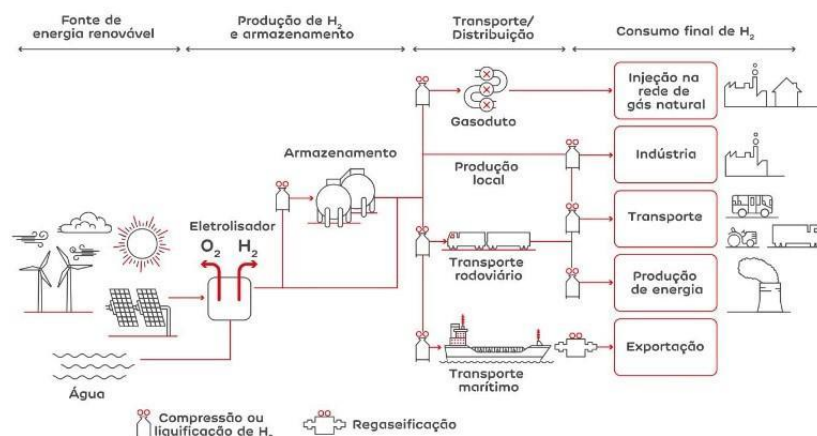 Fonte de
energia renovável
Produção de H2
e armazenamento
Transporte/
Distribuição
Consumo final de H2
Gasoduto
Injeção na
rede de
gás natural
Armazenamento
Produção
local
Indústria
Eletrolisador
O2 H2
Transporte
rodoviário
Transporte
Produção
de energia
Transporte
marítimo
Exportação
Água
Compressão ou
liquificação de H2
Regaseificação